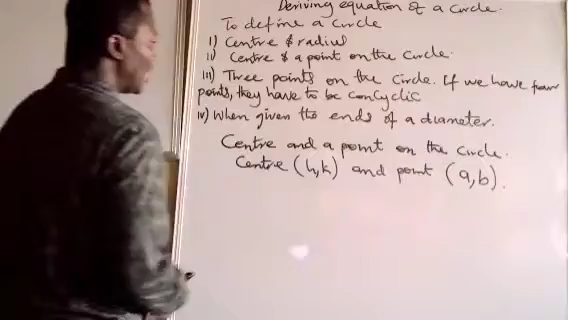 Deriving equation of a circle.
To define a circle
i) Centre & radius
ii) Centre & a point on the circle.
iii) Three points on the circle. If we have four
points, they have to be concyclic
iv) When given the ends of a diameter.
Centre and a point on the circle.
Centre (h,k) and point (a,b).